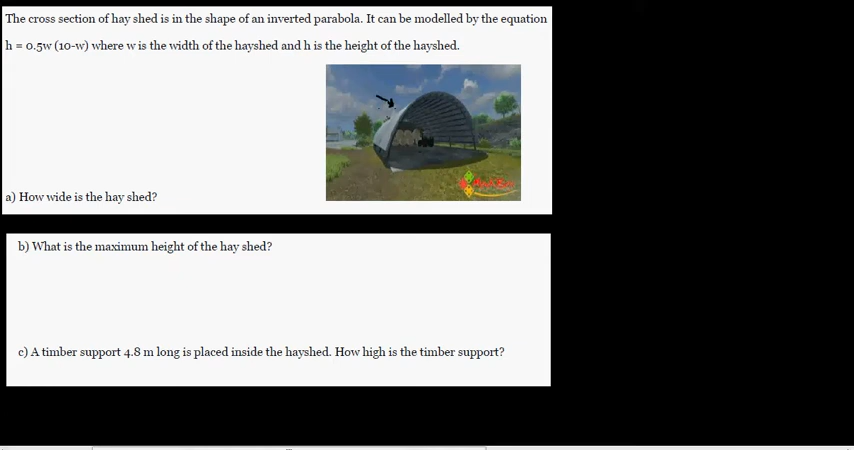 The cross section of hay shed is in the shape of an inverted parabola. It can be modelled by the equation
h = 0.5w (10-w) where w is the width of the hayshed and h is the height of the hayshed.
a) How wide is the hay shed?
b) What is the maximum height of the hay shed?
c) A timber support 4.8 m long is placed inside the hayshed. How high is the timber support?